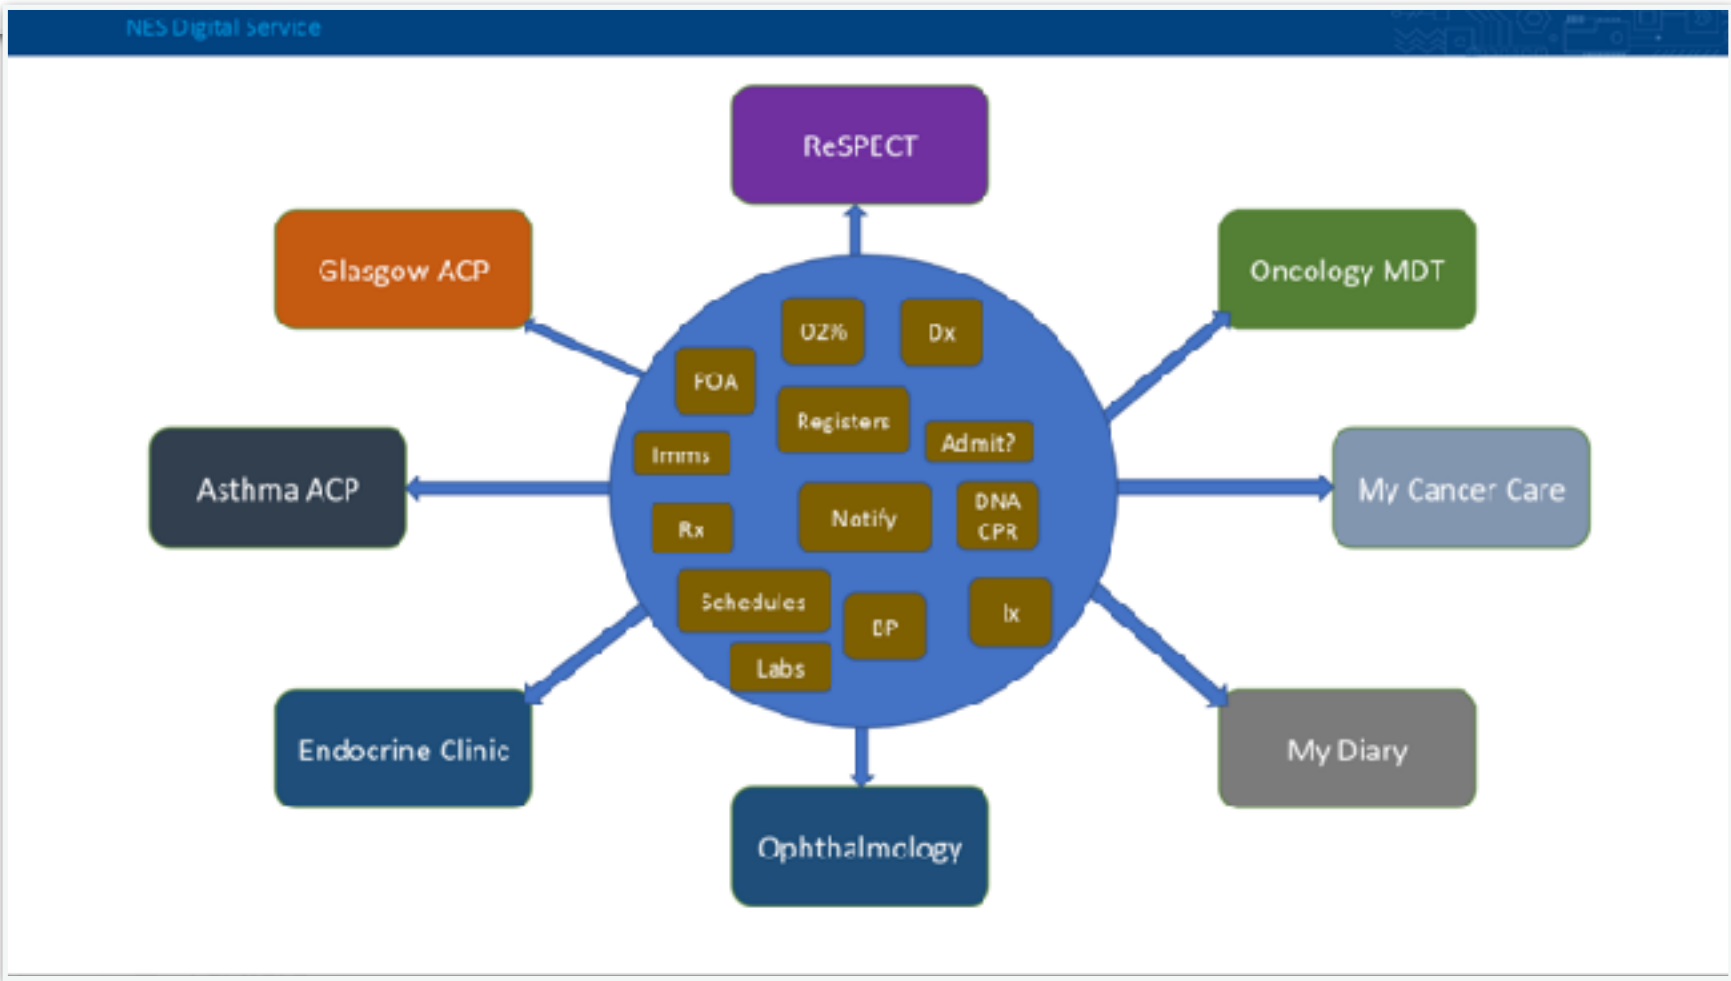 NES Digital Service
ReSPECT
Glasgow ACP
Oncology MDT
O2%
Dx
POA
Registers
Admit?
Imms
Asthma ACP
My Cancer Care
Notify
DNA
CPR
Rx
Schedules
BP
Ix
Labs
Endocrine Clinic
My Diary
Ophthalmology